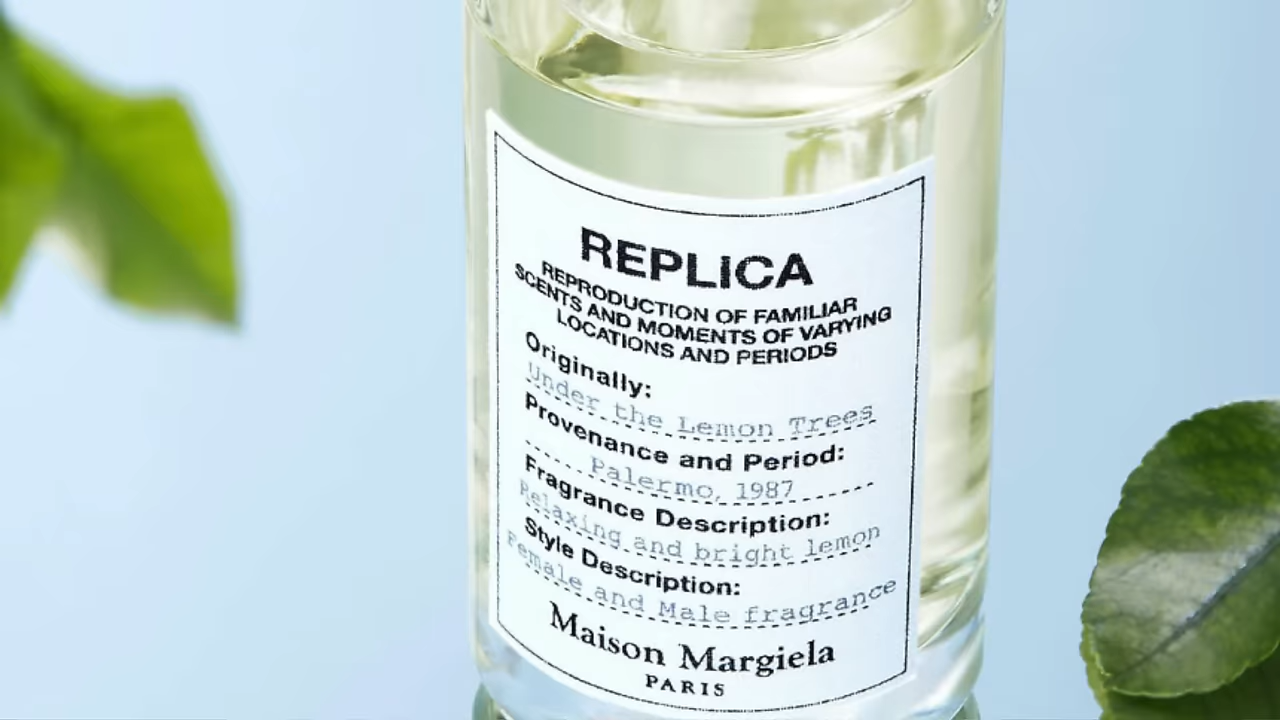 REPLICA
REPRODUCTION OF FAMILIAR
SCENTS AND MOMENTS OF VARYING
LOCATIONS AND PERIODS
Originally:
Under the Lemon Trees
Provenance and Period:
Palermo, 1987
Fragrance Description:
Relaxing and bright lemon
Style Description:
Female and Male fragrance
Maison Margiela
PARIS